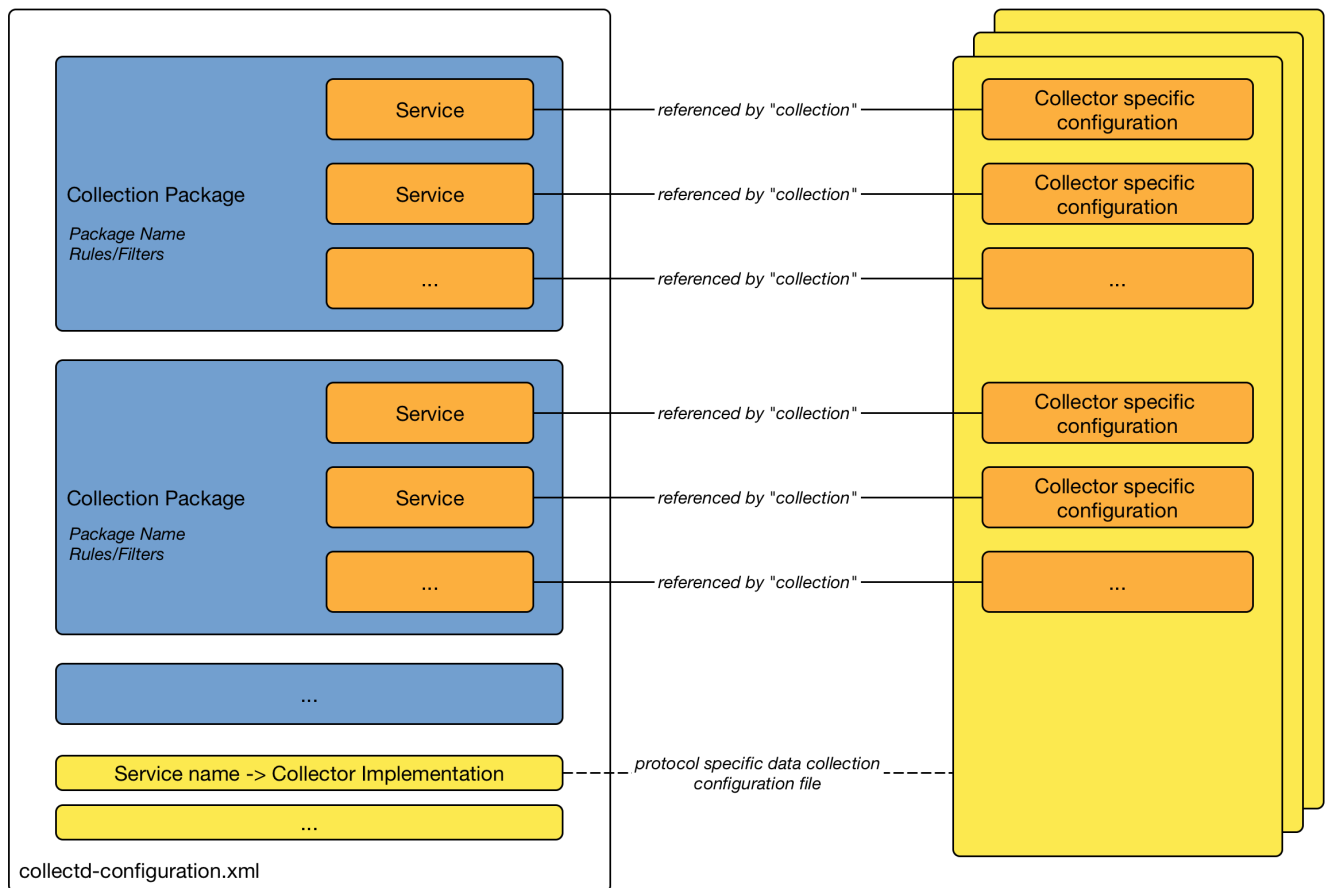 Service
referenced by "collection"
Collector specific
configuration
Collection Package
Package Name
Rules/Filters
Service
referenced by "collection"
Collector specific
configuration
...
referenced by "collection"
...
Service
referenced by "collection"
Collector specific
configuration
Collection Package
Package Name
Rules/Filters
Service
referenced by "collection"
Collector specific
configuration
...
referenced by "collection"
...
...
Service name -> Collector Implementation
protocol specific data collection
configuration file
...
collectd-configuration.xml